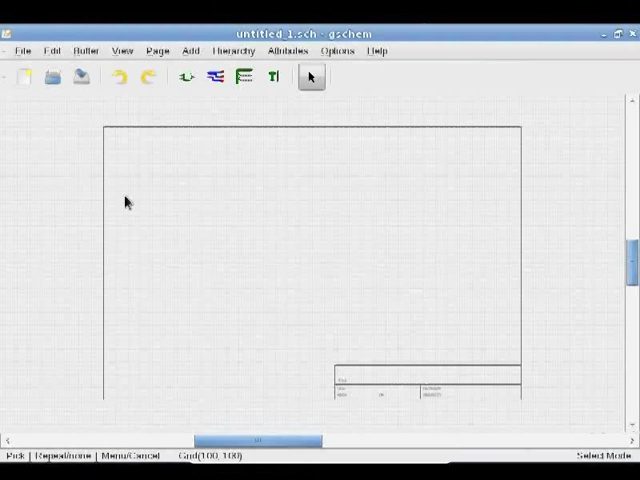 untitled_1.sch - gschem
File Edit Buffer View Page Add Hierarchy Attributes Options Help
Pick | Repeat/none | Menu/Cancel Grid(100, 100) Select Mode